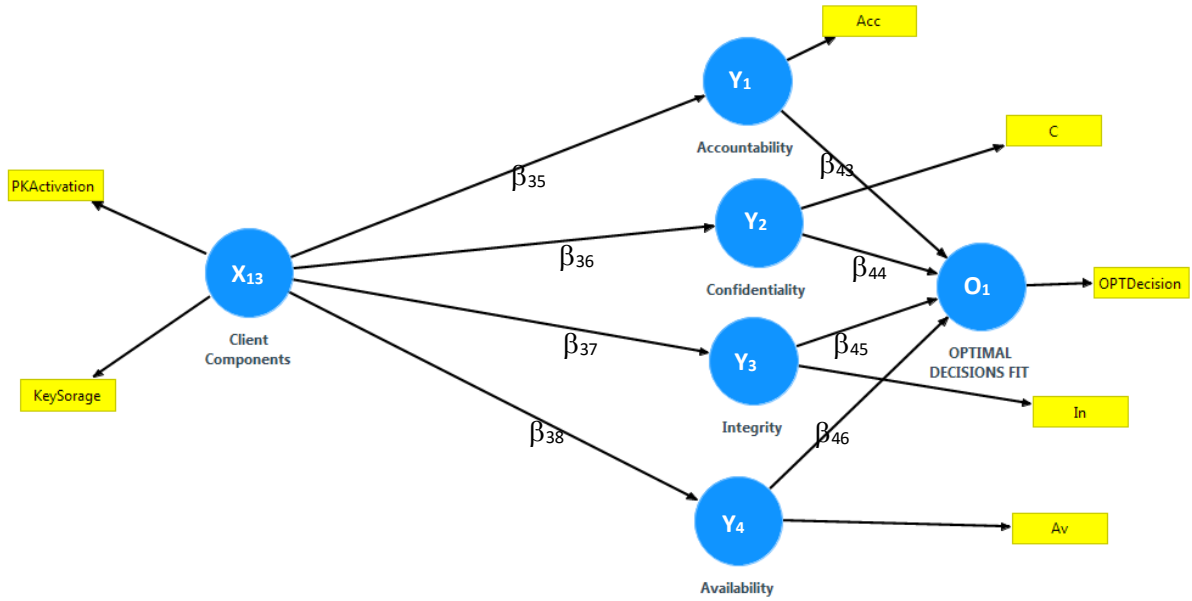 Acc
Y1
Accountability
C
β43
PKActivation
β35
Y2
Confidentiality
β36
β44
X13
Client
Components
O1
OPTIMAL
DECISIONS FIT
OPTDecision
β37
β45
Y3
Integrity
KeySorage
In
β38
β46
Y4
Availability
Av